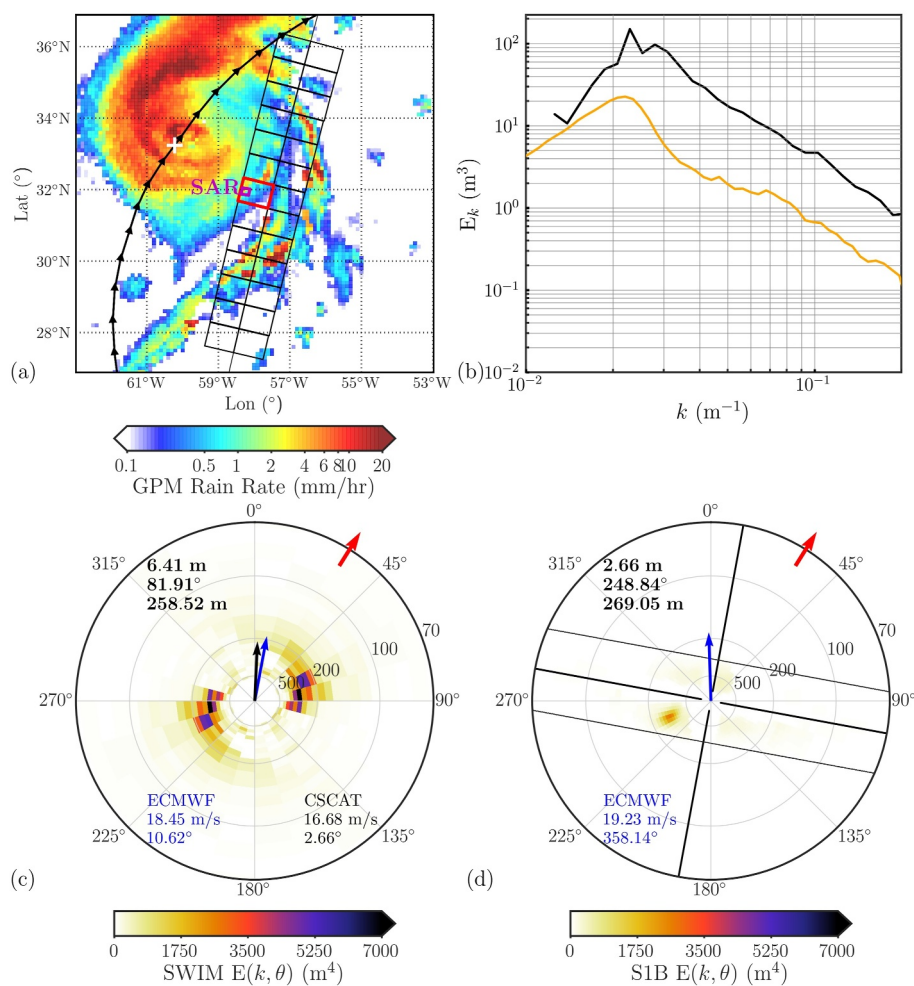 36°N
34°N
32°N
30°N
28°N
Lat (°)
SAR
61°W 59°W 57°W 55°W 53°W
Lon (°)
(a)
0.1 0.5 1 2 4 6 8 10 20
GPM Rain Rate (mm/hr)
10²
10¹
10⁰
10⁻¹
10⁻²
E_k (m³)
10⁻² 10⁻¹
k (m⁻¹)
(b)
0°
315° 45°
6.41 m
81.91°
258.52 m
70
100
200
500
270° 90°
ECMWF
18.45 m/s
10.62°
CSCAT
16.68 m/s
2.66°
225° 135°
180°
(c)
0 1750 3500 5250 7000
SWIM E(k, θ) (m⁴)
0°
315° 45°
2.66 m
248.84°
269.05 m
70
100
200
500
270° 90°
ECMWF
19.23 m/s
358.14°
225° 135°
180°
(d)
0 1750 3500 5250 7000
S1B E(k, θ) (m⁴)